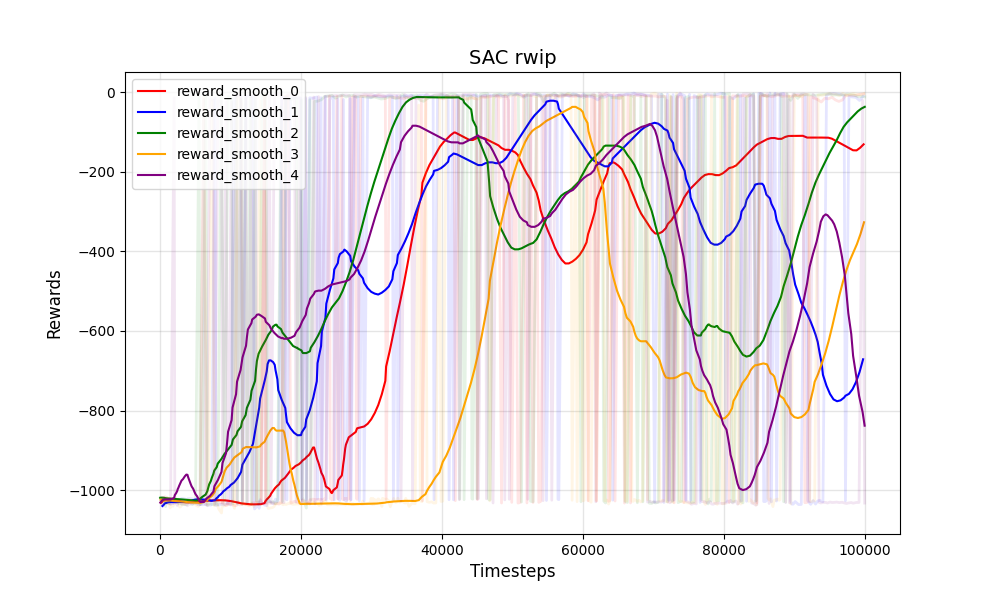 SAC rwip
reward_smooth_0
reward_smooth_1
reward_smooth_2
reward_smooth_3
reward_smooth_4
Rewards
0
−200
−400
−600
−800
−1000
0 20000 40000 60000 80000 100000
Timesteps